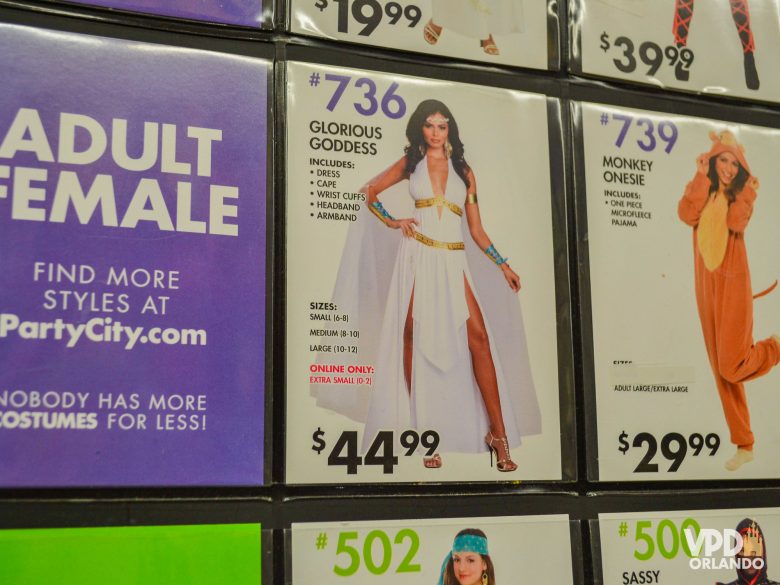 $19.99
$39.99
ADULT
FEMALE
FIND MORE
STYLES AT
PartyCity.com
NOBODY HAS MORE
COSTUMES FOR LESS!
#736
GLORIOUS
GODDESS
INCLUDES:
• DRESS
• CAPE
• WRIST CUFFS
• HEADBAND
• ARMBAND
SIZES:
SMALL (6-8)
MEDIUM (8-10)
LARGE (10-12)
ONLINE ONLY:
EXTRA SMALL (0-2)
$44.99
#739
MONKEY
ONESIE
INCLUDES:
• ONE PIECE
MICROFLEECE
PAJAMA
SIZES:
ADULT LARGE/EXTRA LARGE
$29.99
#502
#500
SASSY
VPD
ORLANDO